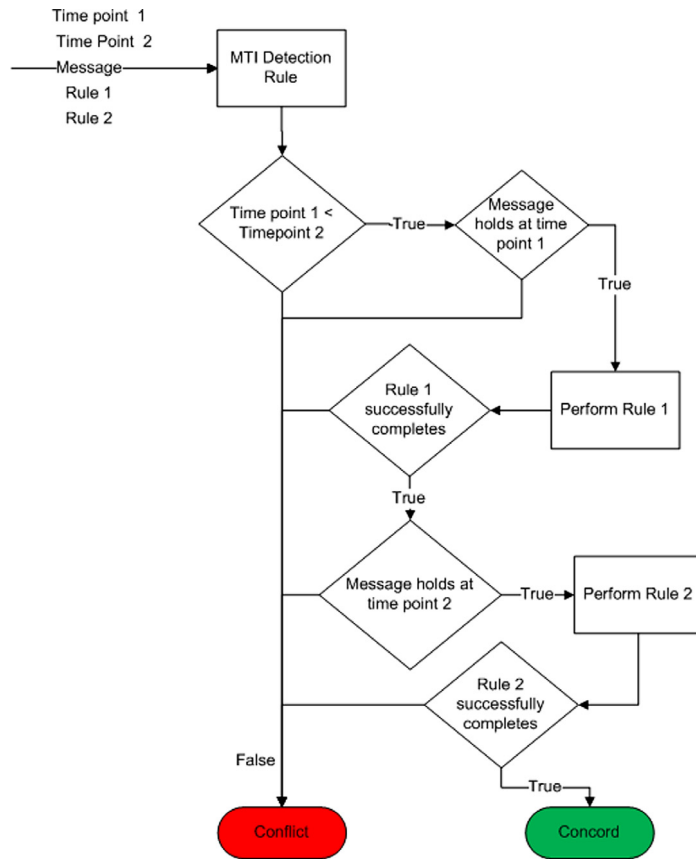 Time point 1
Time Point 2
Message
Rule 1
Rule 2
MTI Detection
Rule
Time point 1 <
Timepoint 2
True
Message
holds at time
point 1
True
Rule 1
successfully
completes
Perform Rule 1
True
Message holds at
time point 2
True
Perform Rule 2
Rule 2
successfully
completes
False
True
Conflict
Concord